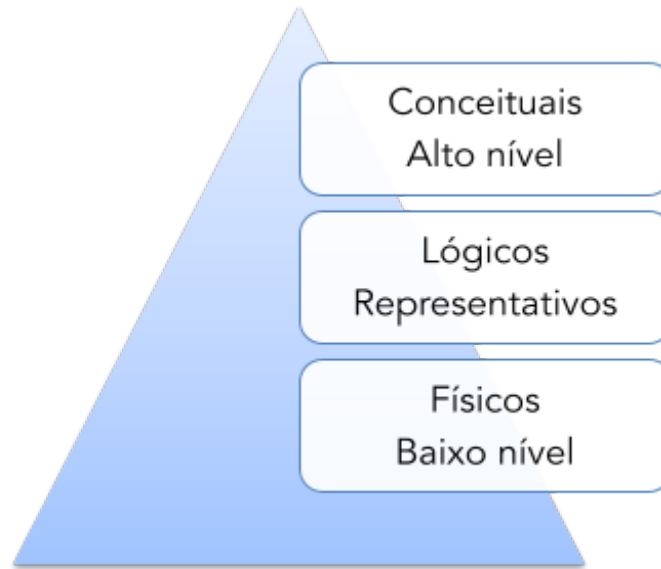 Conceituais
Alto nível
Lógicos
Representativos
Físicos
Baixo nível